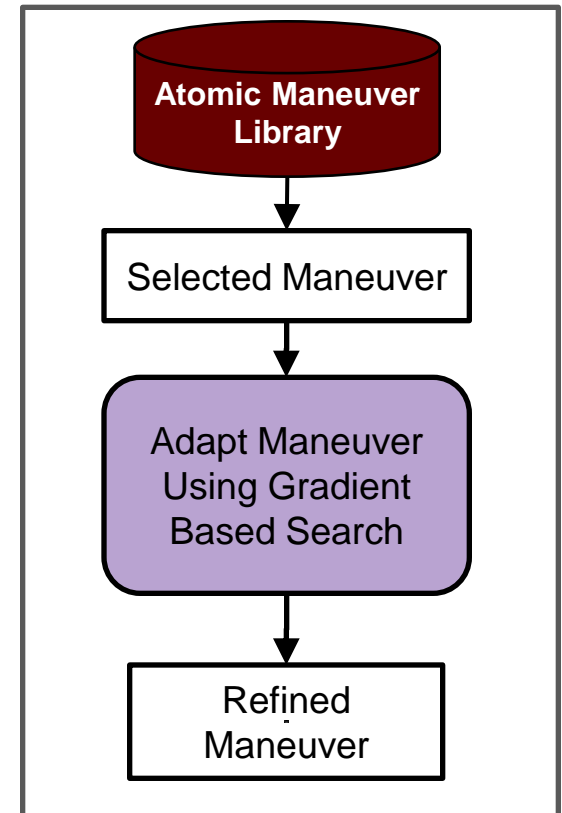 Atomic Maneuver
Library
Selected Maneuver
Adapt Maneuver
Using Gradient
Based Search
Refined
Maneuver